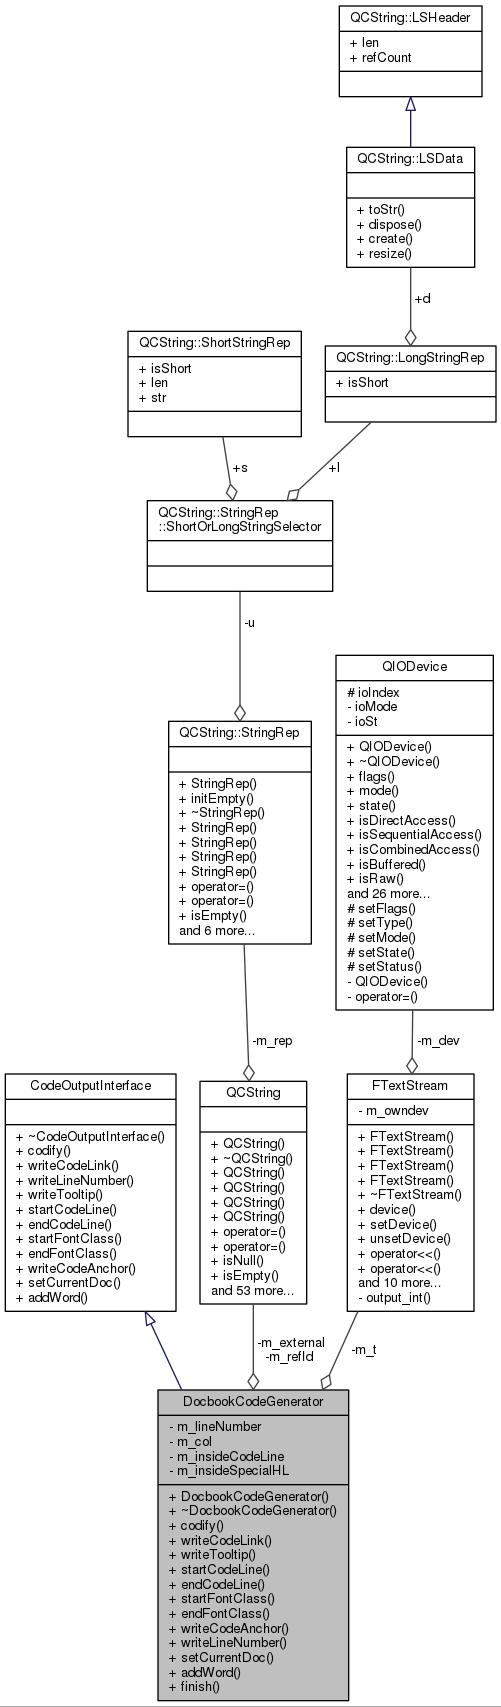 QCString::LSHeader
+ len
+ refCount
QCString::LSData
+ toStr()
+ dispose()
+ create()
+ resize()
+d
QCString::ShortStringRep
+ isShort
+ len
+ str
QCString::LongStringRep
+ isShort
+s
+l
QCString::StringRep
::ShortOrLongStringSelector
-u
QIODevice
# ioIndex
- ioMode
- ioSt
+ QIODevice()
+ ~QIODevice()
+ flags()
+ mode()
+ state()
+ isDirectAccess()
+ isSequentialAccess()
+ isCombinedAccess()
+ isBuffered()
+ isRaw()
and 26 more...
# setFlags()
# setType()
# setMode()
# setState()
# setStatus()
- QIODevice()
- operator=()
QCString::StringRep
+ StringRep()
+ initEmpty()
+ ~StringRep()
+ StringRep()
+ StringRep()
+ StringRep()
+ StringRep()
+ operator=()
+ operator=()
+ isEmpty()
and 6 more...
-m_rep
-m_dev
CodeOutputInterface
+ ~CodeOutputInterface()
+ codify()
+ writeCodeLink()
+ writeLineNumber()
+ writeTooltip()
+ startCodeLine()
+ endCodeLine()
+ startFontClass()
+ endFontClass()
+ writeCodeAnchor()
+ setCurrentDoc()
+ addWord()
QCString
+ QCString()
+ ~QCString()
+ QCString()
+ QCString()
+ QCString()
+ QCString()
+ operator=()
+ operator=()
+ isNull()
+ isEmpty()
and 53 more...
FTextStream
- m_owndev
+ FTextStream()
+ FTextStream()
+ FTextStream()
+ FTextStream()
+ ~FTextStream()
+ device()
+ setDevice()
+ unsetDevice()
+ operator<<()
+ operator<<()
and 10 more...
- output_int()
-m_external
-m_refId
-m_t
DocbookCodeGenerator
- m_lineNumber
- m_col
- m_insideCodeLine
- m_insideSpecialHL
+ DocbookCodeGenerator()
+ ~DocbookCodeGenerator()
+ codify()
+ writeCodeLink()
+ writeTooltip()
+ startCodeLine()
+ endCodeLine()
+ startFontClass()
+ endFontClass()
+ writeCodeAnchor()
+ writeLineNumber()
+ setCurrentDoc()
+ addWord()
+ finish()